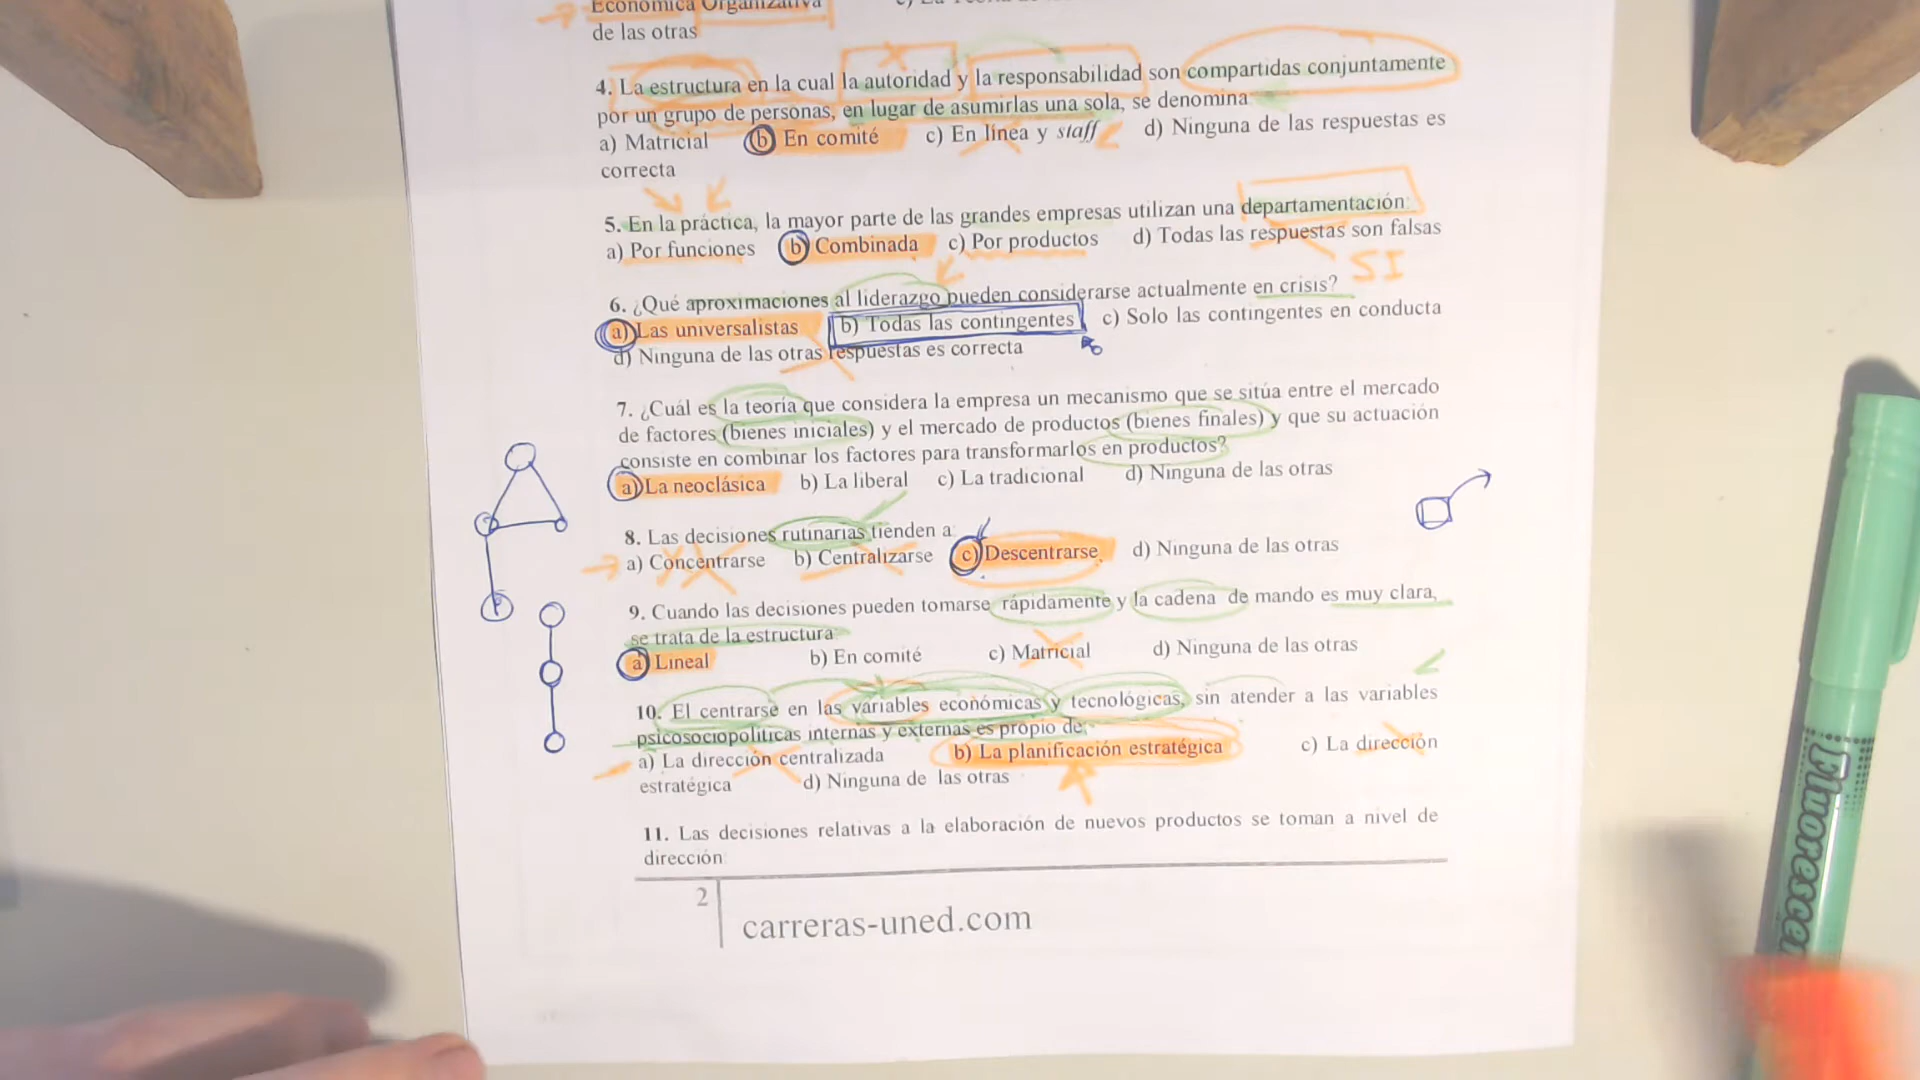 Económica Organizativa
de las otras
4. La estructura en la cual la autoridad y la responsabilidad son compartidas conjuntamente
por un grupo de personas, en lugar de asumirlas una sola, se denomina
a) Matricial b) En comité c) En línea y staff d) Ninguna de las respuestas es
correcta
5. En la práctica, la mayor parte de las grandes empresas utilizan una departamentación:
a) Por funciones b) Combinada c) Por productos d) Todas las respuestas son falsas
SI
6. ¿Qué aproximaciones al liderazgo pueden considerarse actualmente en crisis?
a) Las universalistas b) Todas las contingentes c) Solo las contingentes en conducta
d) Ninguna de las otras respuestas es correcta
7. ¿Cuál es la teoría que considera la empresa un mecanismo que se sitúa entre el mercado
de factores (bienes iniciales) y el mercado de productos (bienes finales) y que su actuación
consiste en combinar los factores para transformarlos en productos?
a) La neoclásica b) La liberal c) La tradicional d) Ninguna de las otras
8. Las decisiones rutinarias tienden a:
a) Concentrarse b) Centralizarse c) Descentrarse d) Ninguna de las otras
9. Cuando las decisiones pueden tomarse rápidamente y la cadena de mando es muy clara,
se trata de la estructura:
a) Lineal b) En comité c) Matricial d) Ninguna de las otras
10. El centrarse en las variables económicas y tecnológicas, sin atender a las variables
psicosociopolíticas internas y externas es propio de:
a) La dirección centralizada b) La planificación estratégica c) La dirección
estratégica d) Ninguna de las otras
11. Las decisiones relativas a la elaboración de nuevos productos se toman a nivel de
dirección:
2
carreras-uned.com